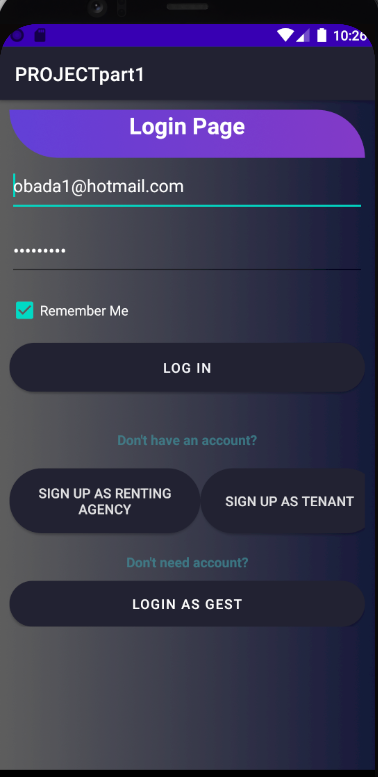 10:26
PROJECTpart1
Login Page
obada1@hotmail.com
•••••••••
Remember Me
LOG IN
Don't have an account?
SIGN UP AS RENTING
AGENCY
SIGN UP AS TENANT
Don't need account?
LOGIN AS GEST